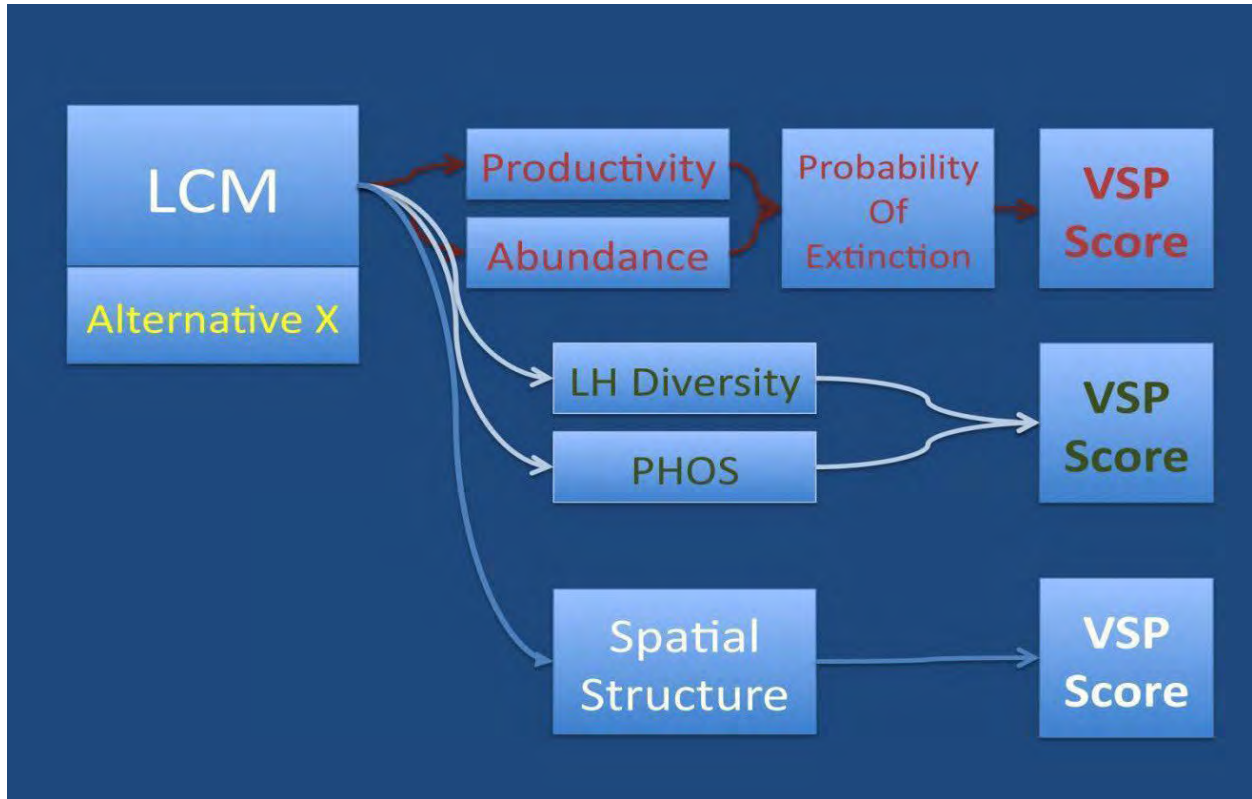 LCM
Alternative X
Productivity
Abundance
Probability
Of
Extinction
VSP
Score
LH Diversity
PHOS
VSP
Score
Spatial
Structure
VSP
Score